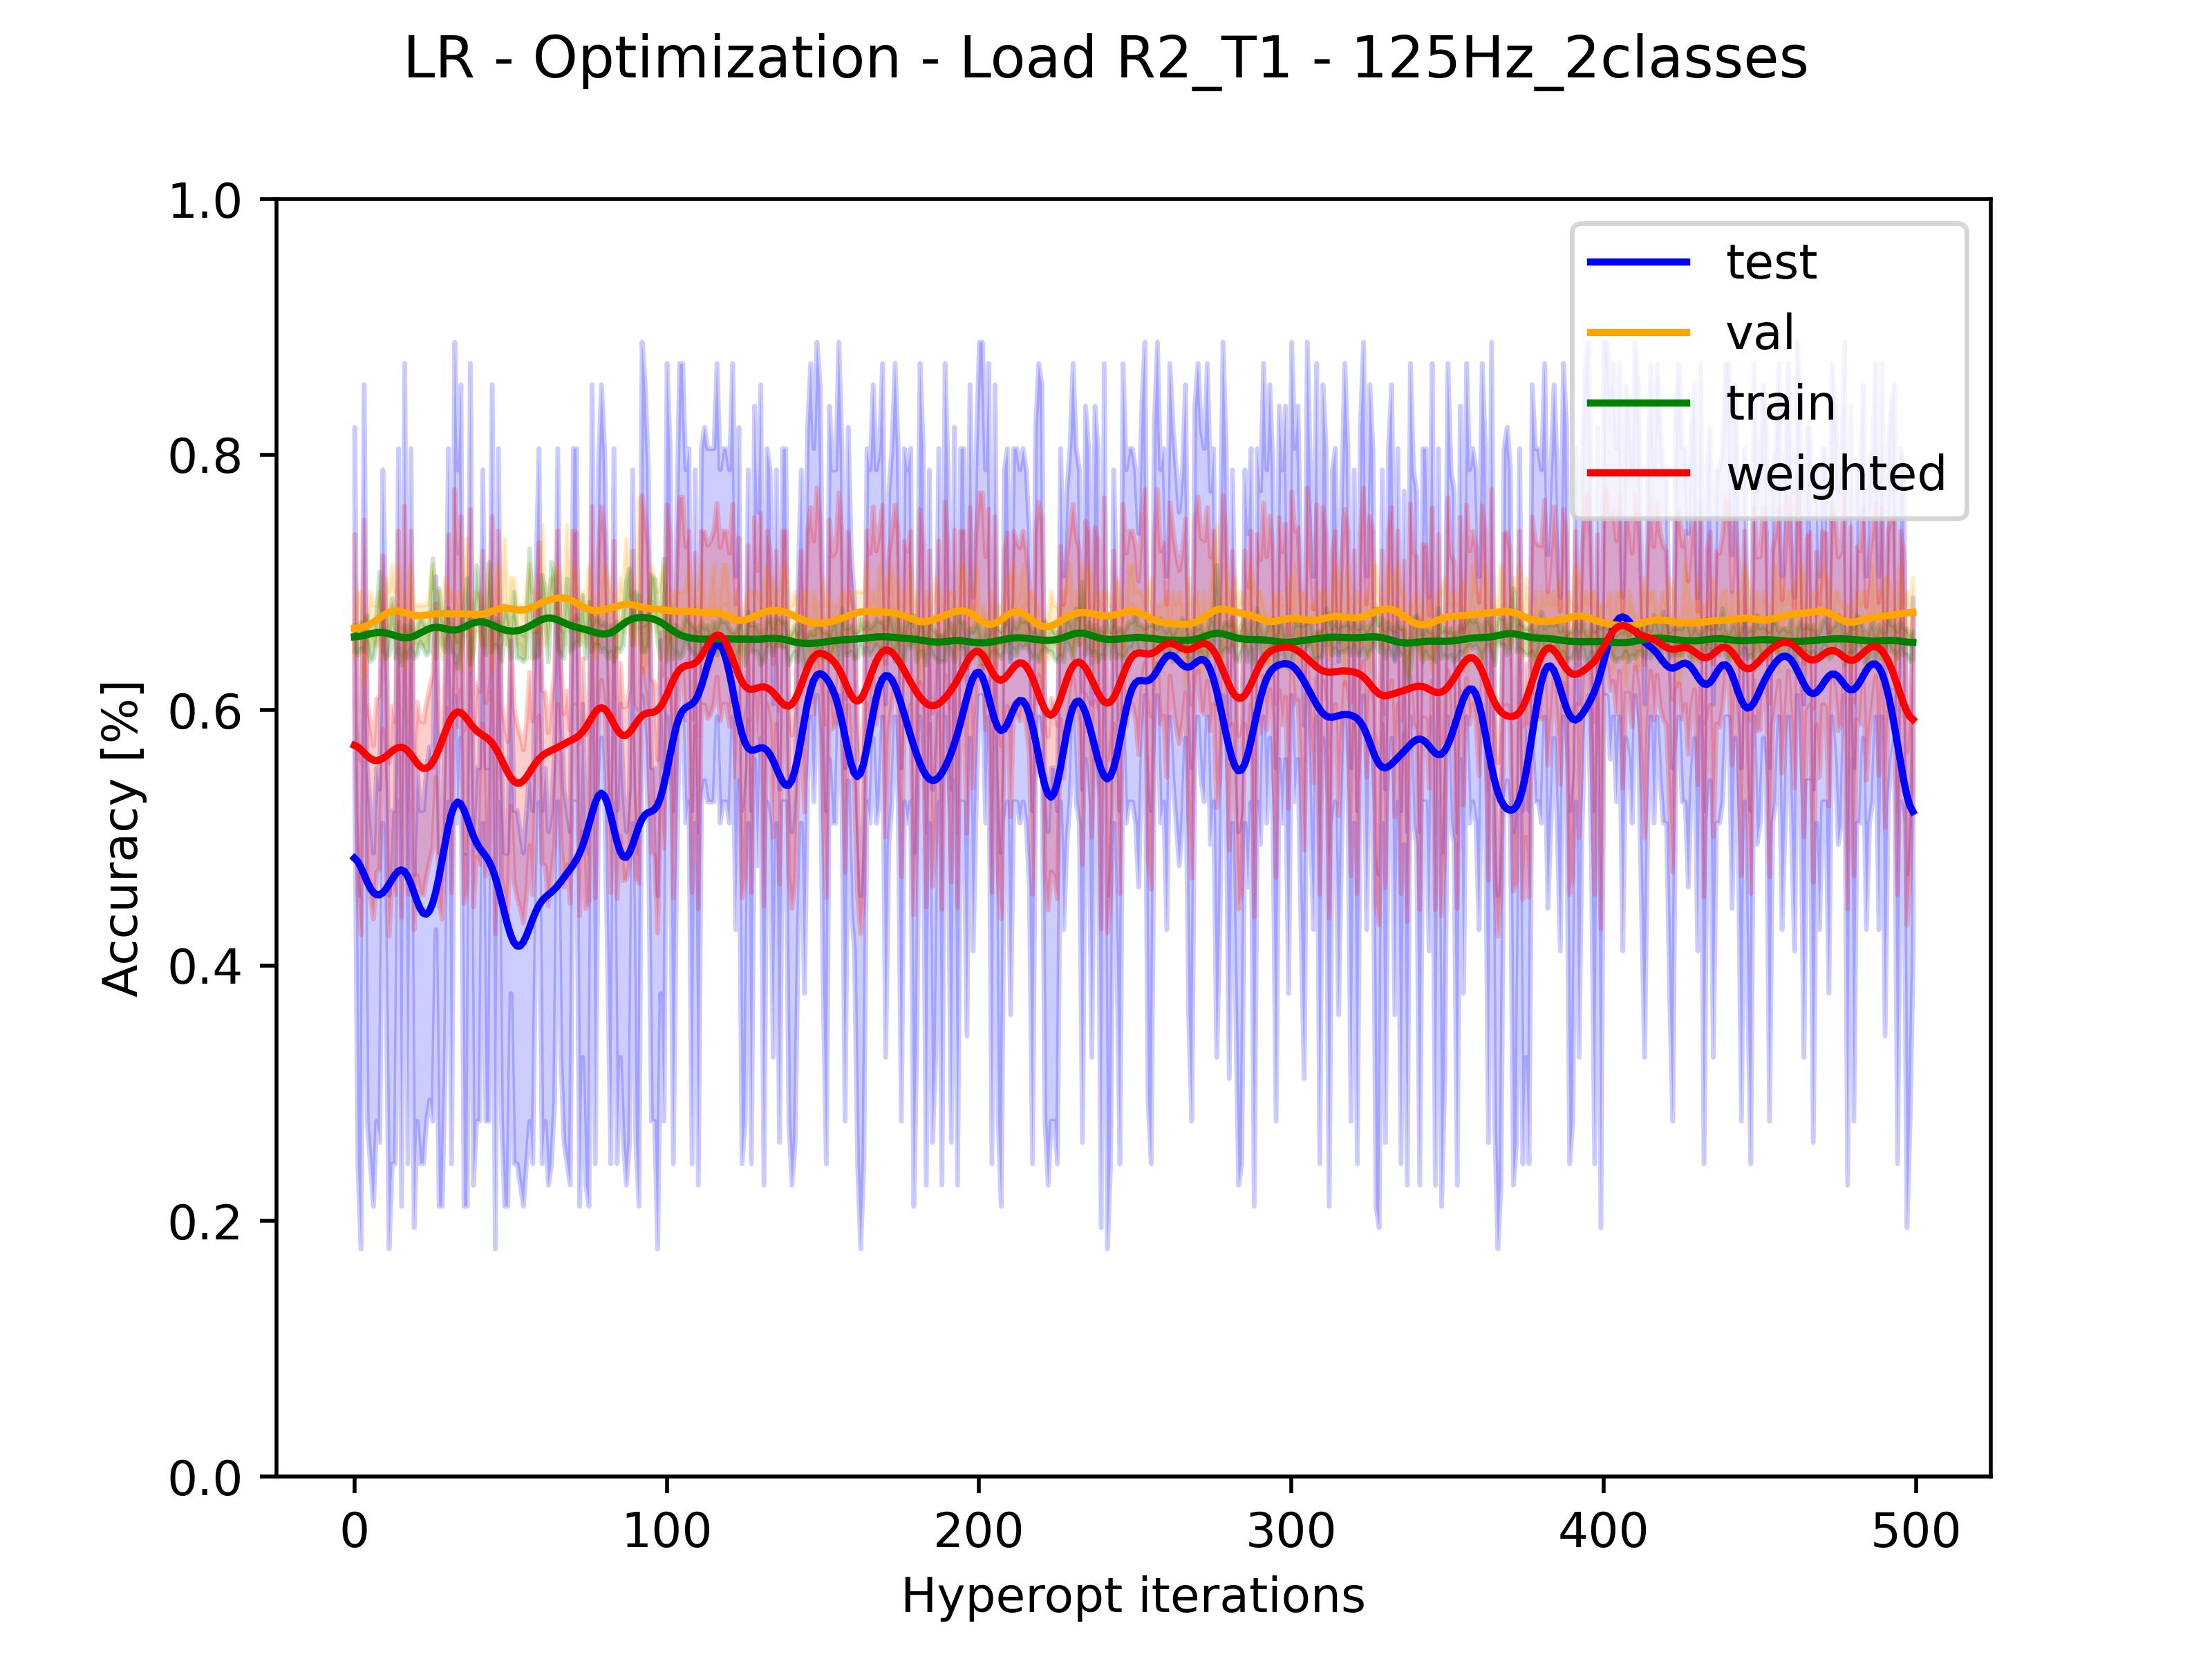 LR - Optimization - Load R2_T1 - 125Hz_2classes
1.0
0.8
0.6
0.4
0.2
0.0
Accuracy [%]
test
val
train
weighted
0 100 200 300 400 500
Hyperopt iterations